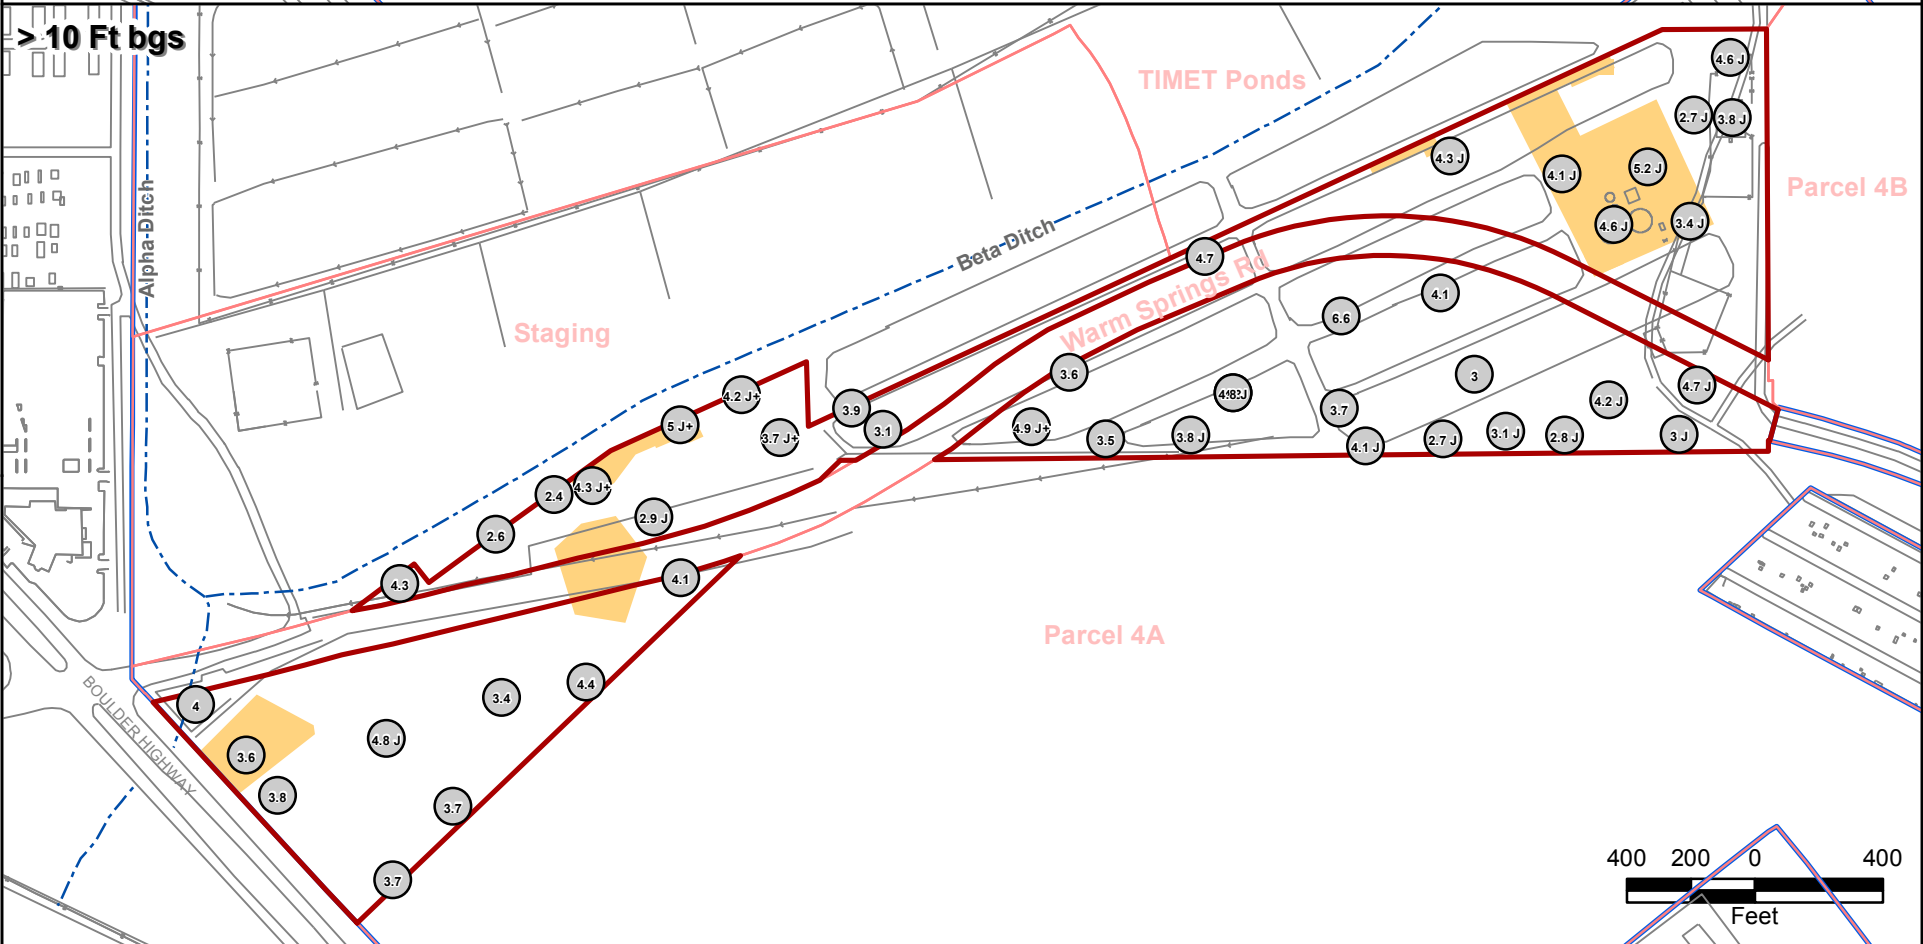 > 10 Ft bgs
TIMET Ponds
Parcel 4B
Alpha Ditch
Beta Ditch
Warm Springs Rd
Staging
Parcel 4A
BOULDER HIGHWAY
4.6 J
2.7 J
3.8 J
4.3 J
4.1 J
5.2 J
4.6 J
3.4 J
4.7
4.1
6.6
3.6
3
4.7 J
4.2 J+
5 J+
3.7 J+
3.9
3.1
4.9 J+
3.5
3.8 J
3.7
4.1 J
2.7 J
3.1 J
2.8 J
4.2 J
3 J
2.4
4.3 J+
2.9 J
2.6
4.3
4.1
4
3.4
4.4
3.6
4.8 J
3.8
3.7
3.7
400 200 0 400
Feet